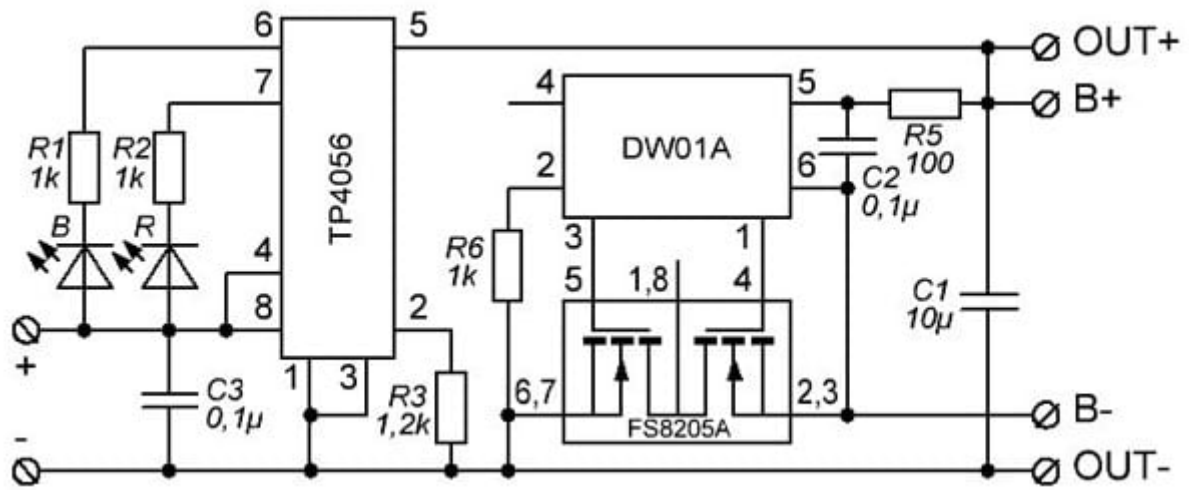 6
5
OUT+
7
4
5
B+
R1
1k
R2
1k
TP4056
DW01A
R5
100
2
6
C2
0,1μ
B
R
R6
1k
3
1
4
5
1,8
4
C1
10μ
8
2
+
C3
0,1μ
1
3
R3
1,2k
6,7
2,3
FS8205A
B-
-
OUT-